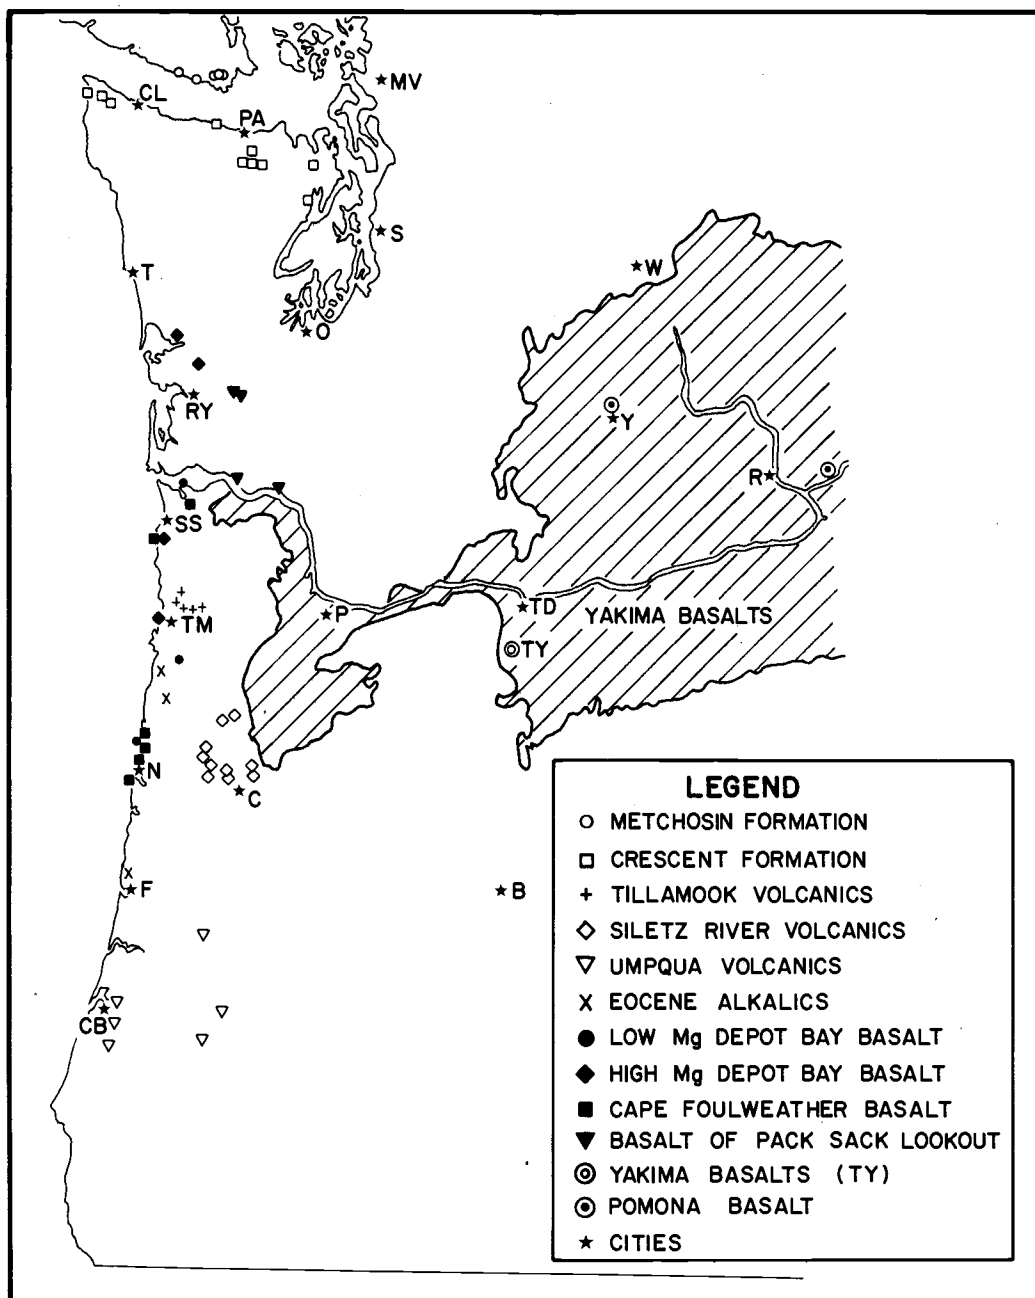 MV
CL
PA
S
T
W
O
RY
Y
R
SS
TD
P
YAKIMA BASALTS
TM
TY
N
C
F
B
CB
LEGEND
METCHOSIN FORMATION
CRESCENT FORMATION
TILLAMOOK VOLCANICS
SILETZ RIVER VOLCANICS
UMPQUA VOLCANICS
EOCENE ALKALICS
LOW Mg DEPOT BAY BASALT
HIGH Mg DEPOT BAY BASALT
CAPE FOULWEATHER BASALT
BASALT OF PACK SACK LOOKOUT
YAKIMA BASALTS (TY)
POMONA BASALT
CITIES